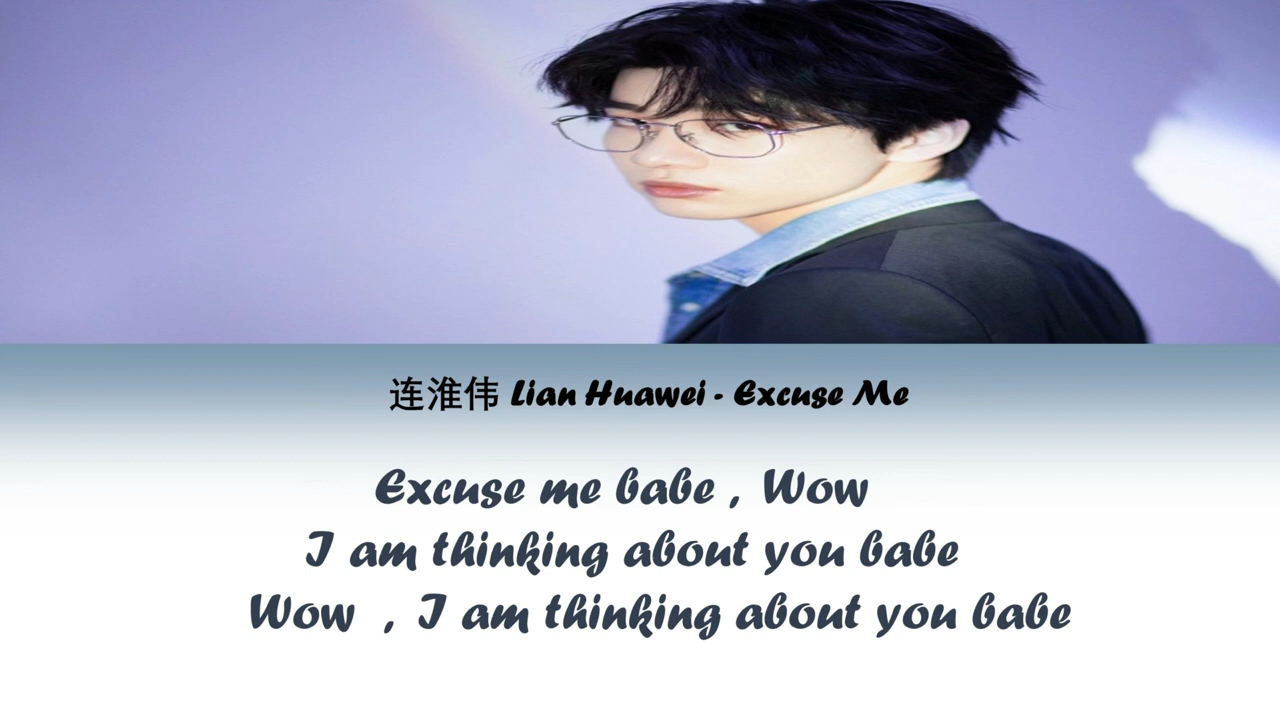 连淮伟 Lian Huawei - Excuse Me
Excuse me babe , Wow
I am thinking about you babe
Wow , I am thinking about you babe